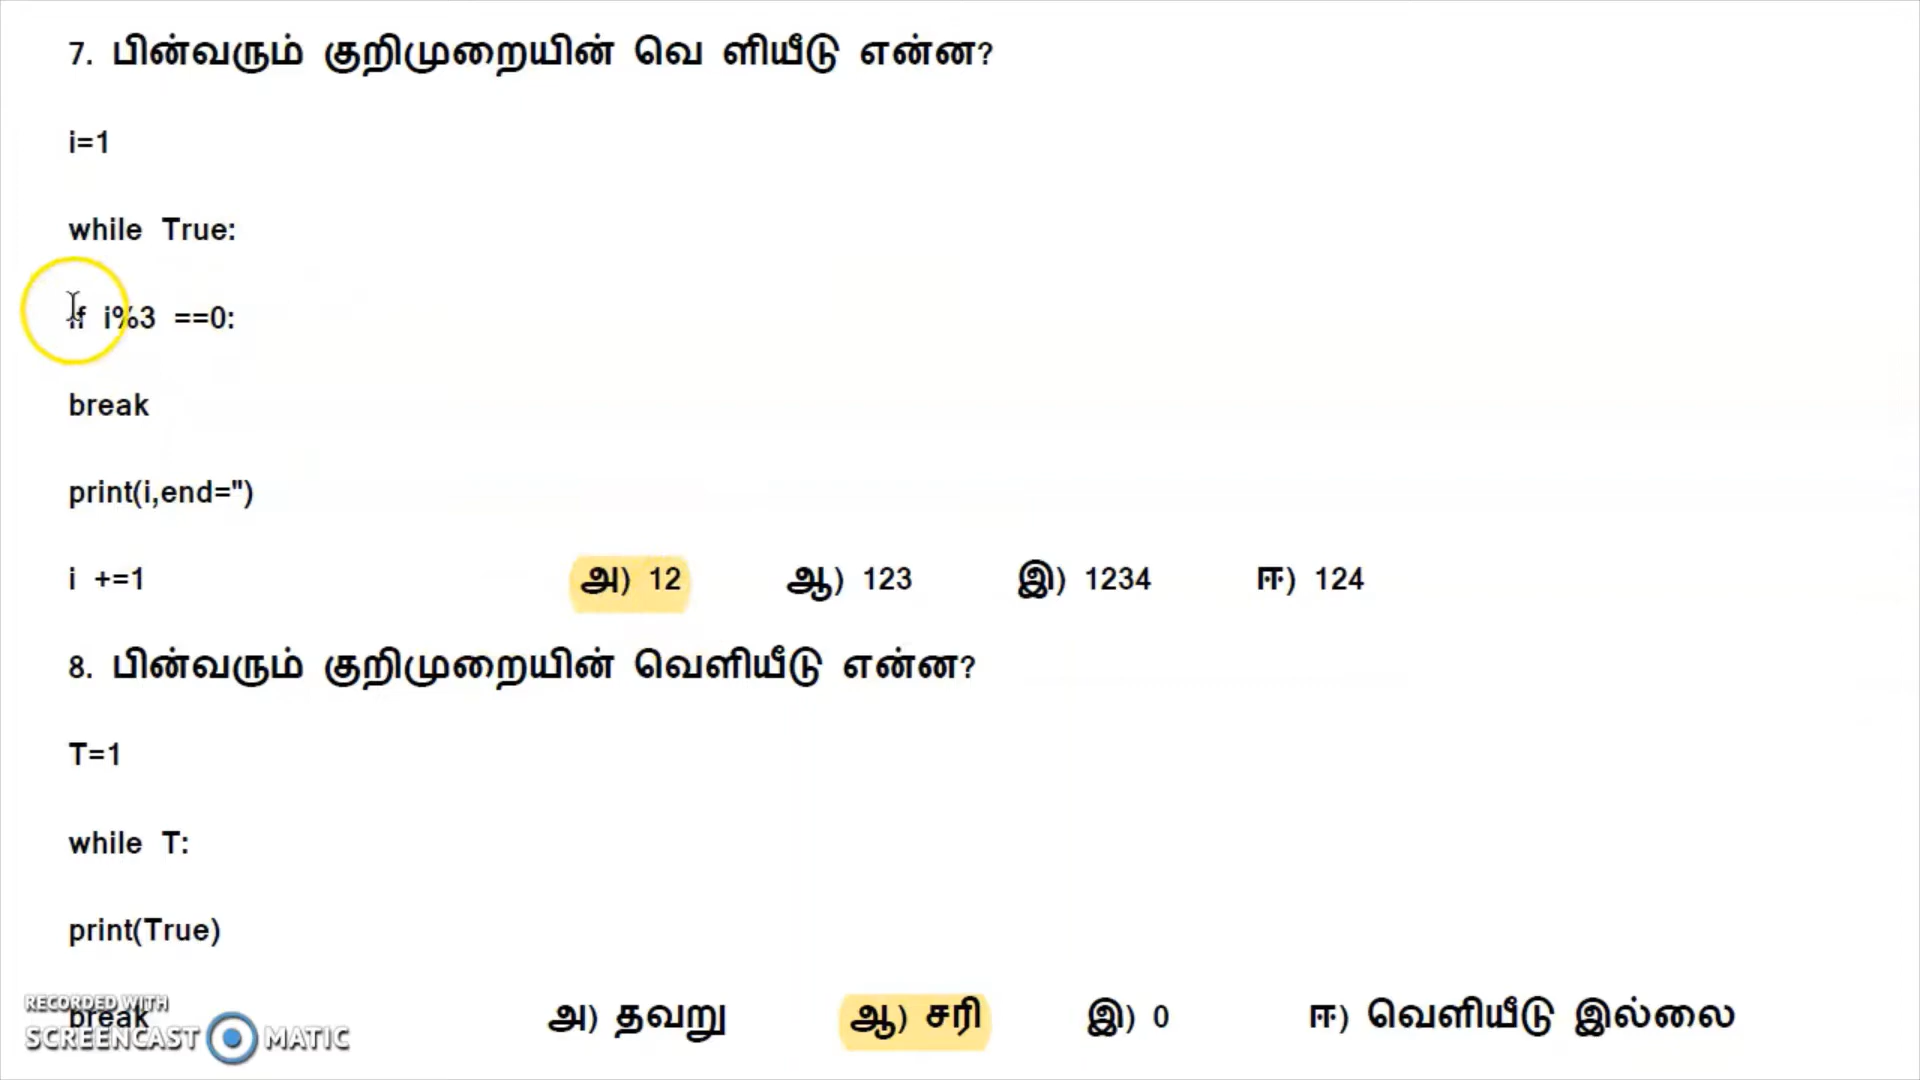 7. பின்வரும் குறிமுறையின் வெ ளியீடு என்ன?
i=1
while True:
if i%3 ==0:
break
print(i,end='')
i +=1 அ) 12 ஆ) 123 இ) 1234 ஈ) 124
8. பின்வரும் குறிமுறையின் வெளியீடு என்ன?
T=1
while T:
print(True)
break அ) தவறு ஆ) சரி இ) 0 ஈ) வெளியீடு இல்லை
RECORDED WITH
SCREENCAST MATIC